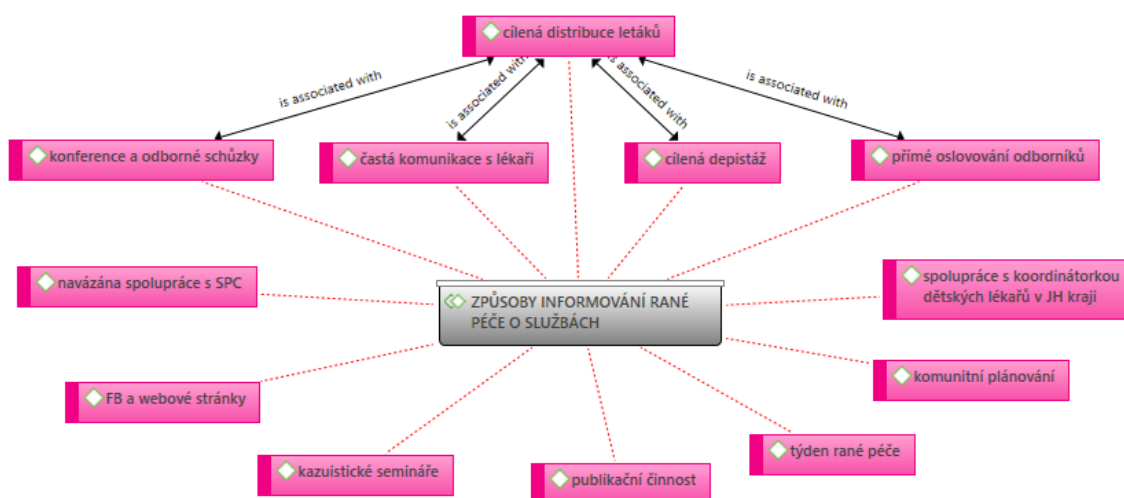 cílená distribuce letáků
is associated with
is associated with
is associated with
is associated with
konference a odborné schůzky
častá komunikace s lékaři
cílená depistáž
přímé oslovování odborníků
navázána spolupráce s SPC
ZPŮSOBY INFORMOVÁNÍ RANÉ
PÉČE O SLUŽBÁCH
spolupráce s koordinátorkou
dětských lékařů v JH kraji
FB a webové stránky
komunitní plánování
kazuistické semináře
publikační činnost
týden rané péče